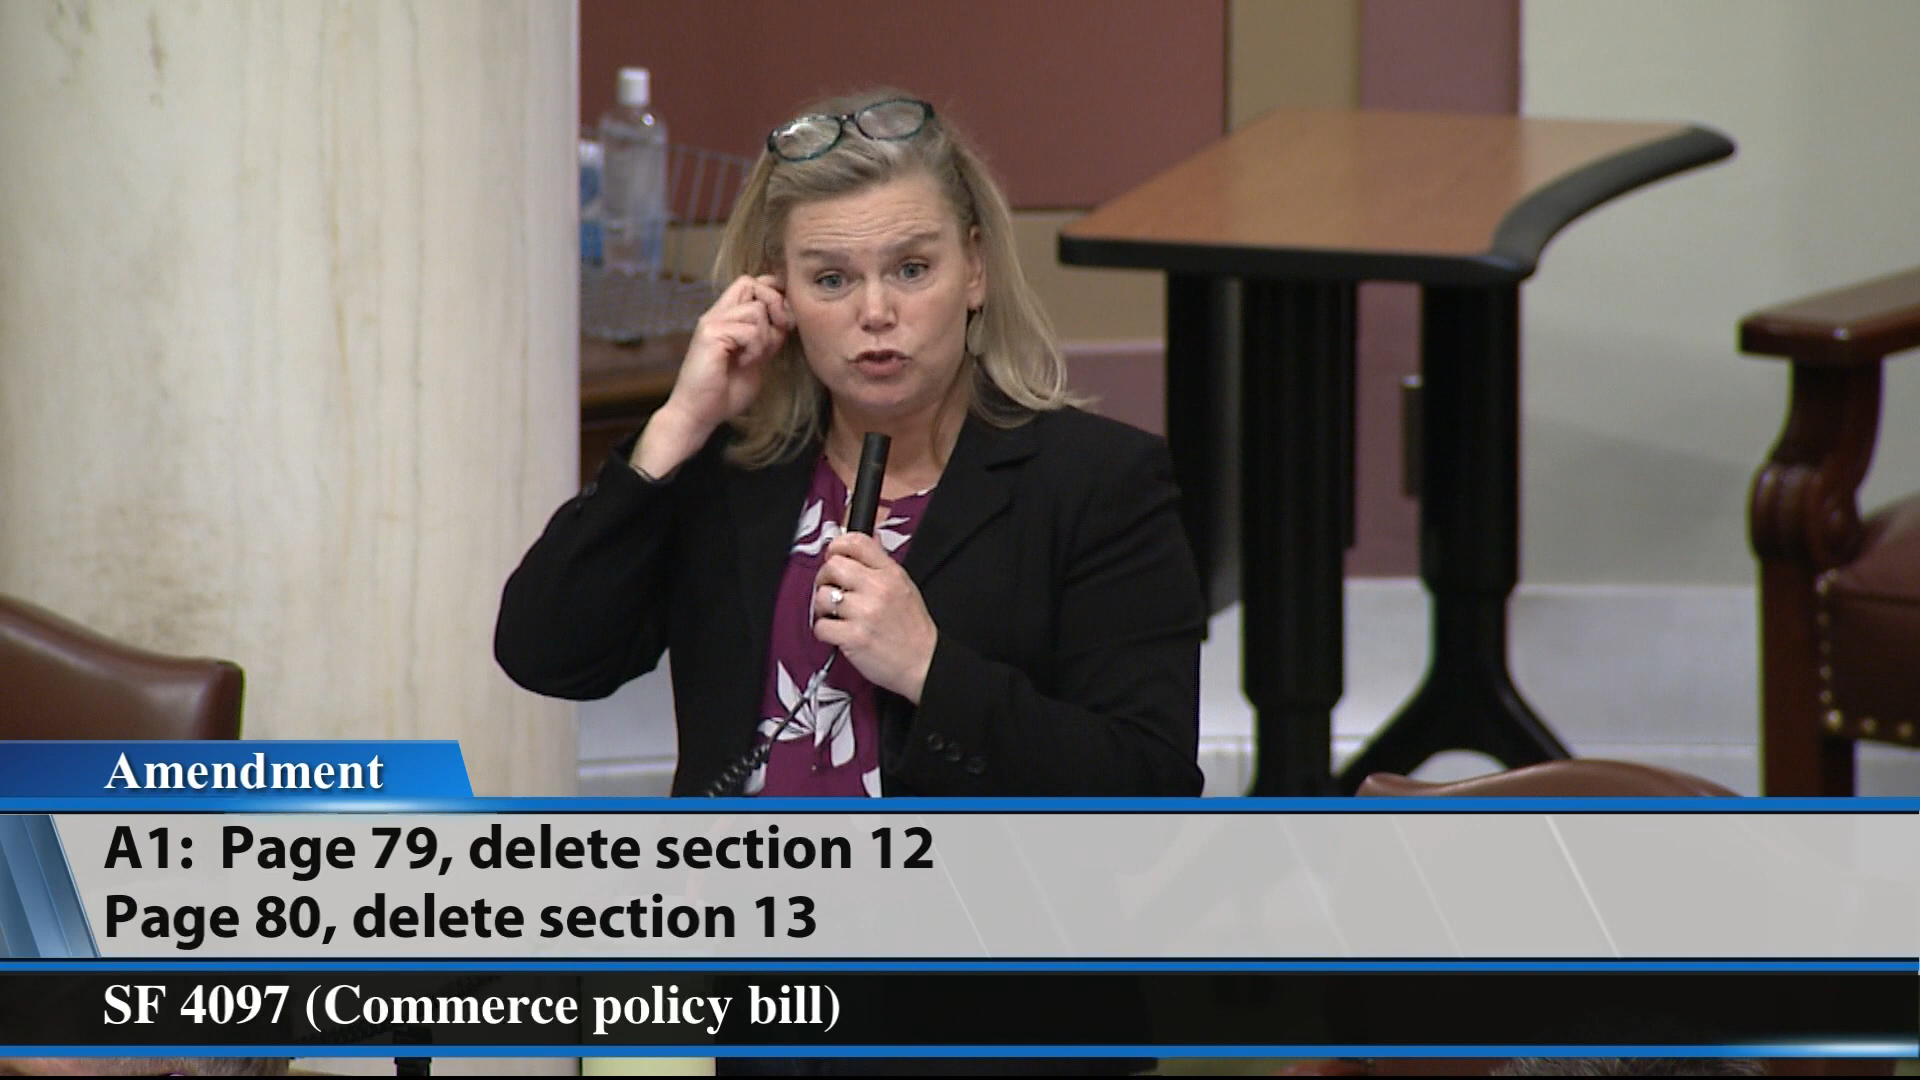 Amendment
A1: Page 79, delete section 12
Page 80, delete section 13
SF 4097 (Commerce policy bill)